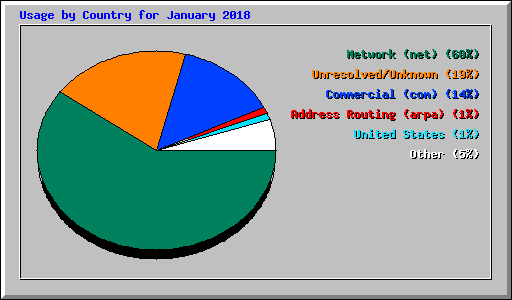 Usage by Country for January 2018
Network (net) (60%)
Unresolved/Unknown (19%)
Commercial (com) (14%)
Address Routing (arpa) (1%)
United States (1%)
Other (5%)